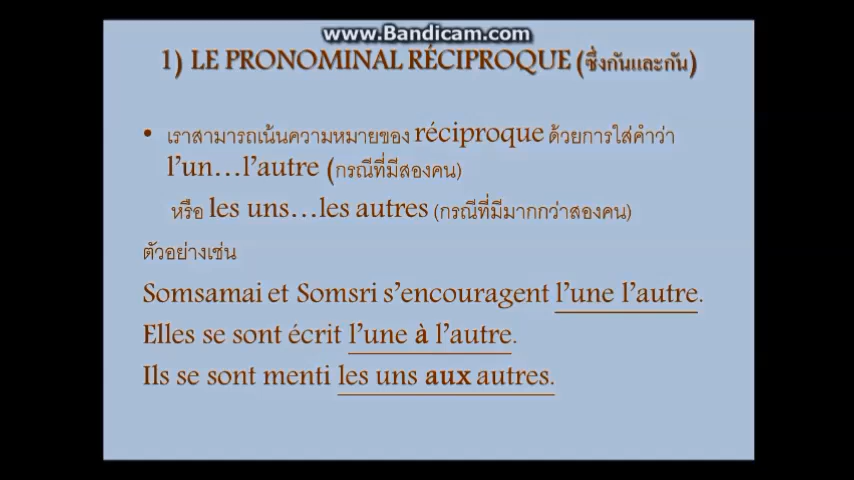 www.Bandicam.com
1) LE PRONOMINAL RÉCIPROQUE (ซึ่งกันและกัน)
• เราสามารถเน้นความหมายของ réciproque ด้วยการใส่คำว่า
l'un…l'autre (กรณีที่มีสองคน)
หรือ les uns…les autres (กรณีที่มีมากกว่าสองคน)
ตัวอย่างเช่น
Somsamai et Somsri s'encouragent l'une l'autre.
Elles se sont écrit l'une à l'autre.
Ils se sont menti les uns aux autres.